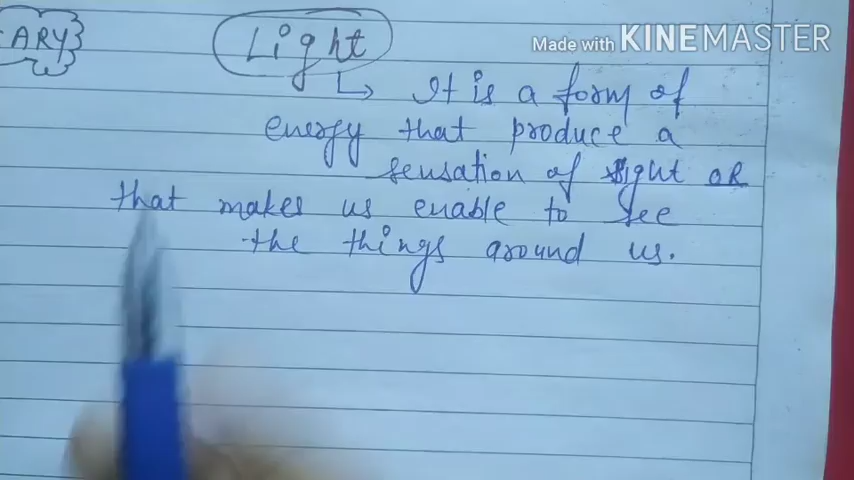 ARY
Light
Made with KINEMASTER
It is a form of
energy that produce a
sensation of sight OR
that makes us enable to see
the things around us.